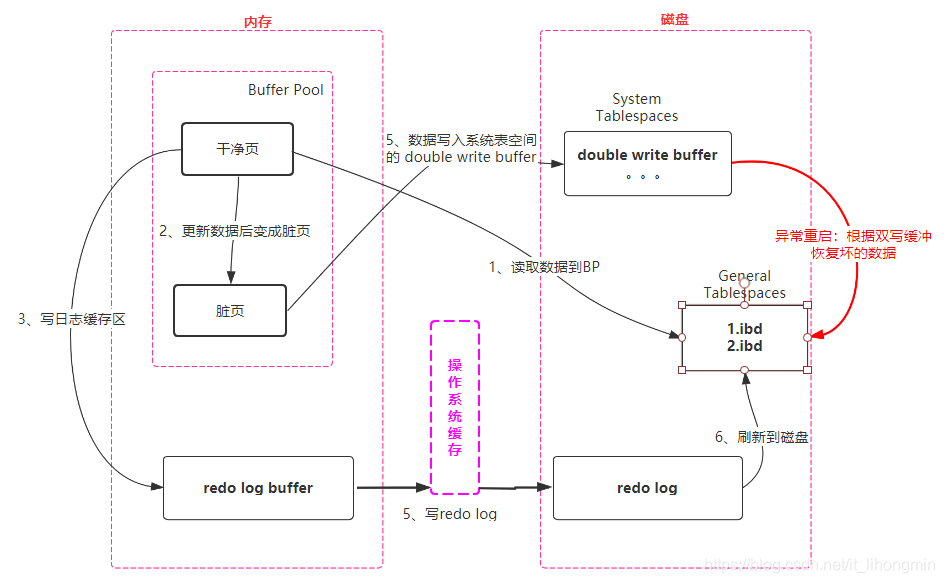 内存
磁盘
Buffer Pool
干净页
2、更新数据后变成脏页
脏页
3、写日志缓存区
redo log buffer
5、数据写入系统表空间
的 double write buffer
1、读取数据到BP
操
作
系
统
缓
存
5、写redo log
System
Tablespaces
double write buffer
。。。
异常重启：根据双写缓冲
恢复坏的数据
General
Tablespaces
1.ibd
2.ibd
6、刷新到磁盘
redo log
https://blog.csdn.net/it_lihongmin